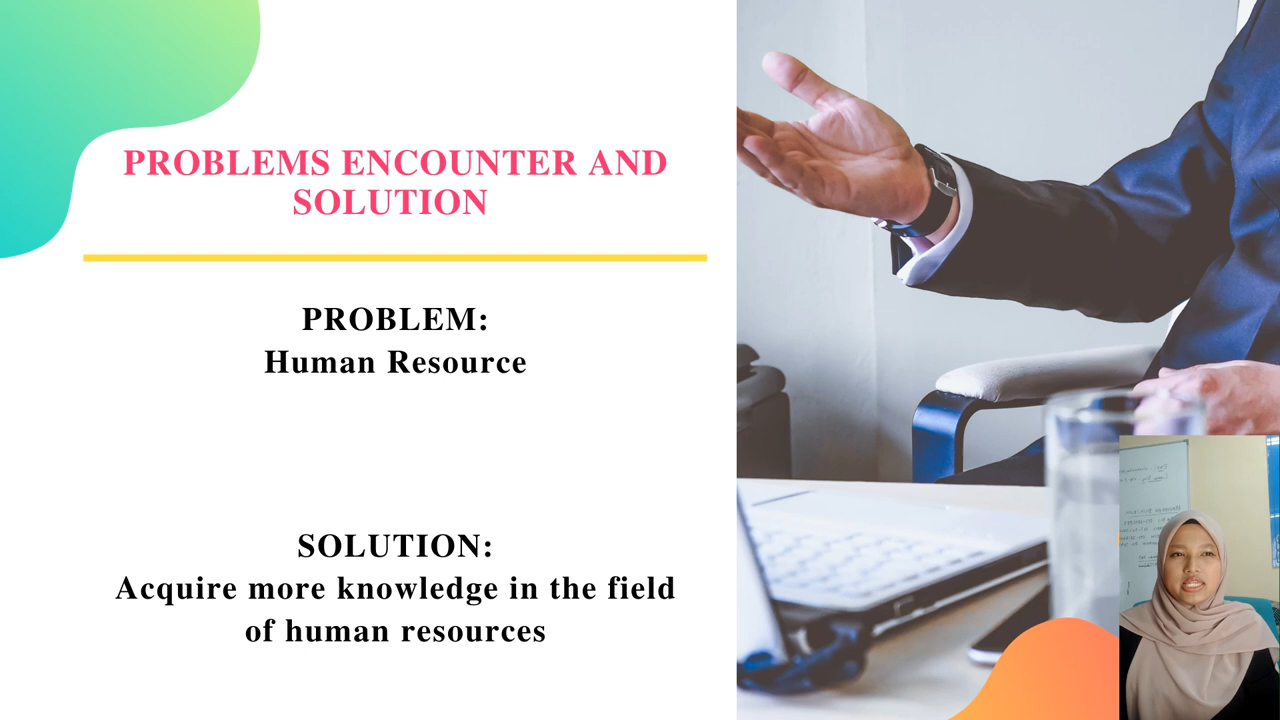 PROBLEMS ENCOUNTER AND
SOLUTION
PROBLEM:
Human Resource
SOLUTION:
Acquire more knowledge in the field
of human resources